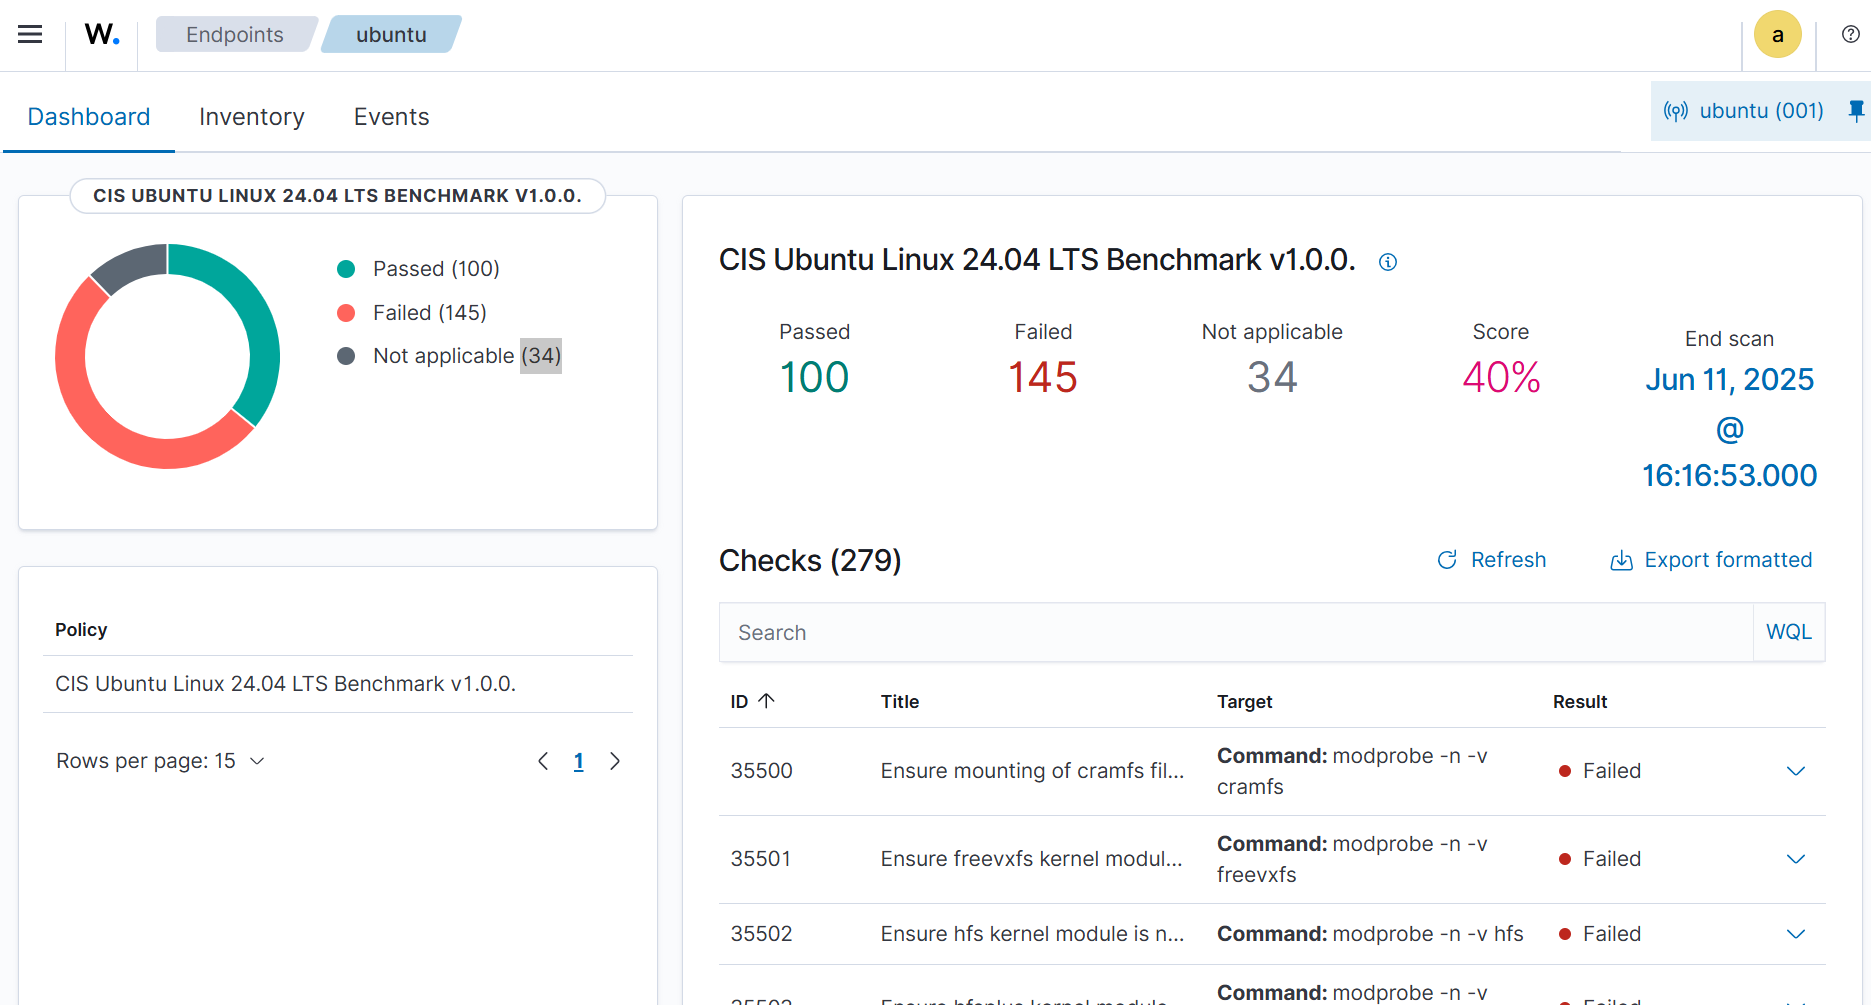 W.
Endpoints
ubuntu
a
Dashboard
Inventory
Events
ubuntu (001)
CIS UBUNTU LINUX 24.04 LTS BENCHMARK V1.0.0.
Passed (100)
Failed (145)
Not applicable (34)
Policy
CIS Ubuntu Linux 24.04 LTS Benchmark v1.0.0.
Rows per page: 15
1
CIS Ubuntu Linux 24.04 LTS Benchmark v1.0.0.
Passed
100
Failed
145
Not applicable
34
Score
40%
End scan
Jun 11, 2025
@
16:16:53.000
Checks (279)
Refresh
Export formatted
Search
WQL
ID
Title
Target
Result
35500
Ensure mounting of cramfs fil...
Command: modprobe -n -v
cramfs
Failed
35501
Ensure freevxfs kernel modul...
Command: modprobe -n -v
freevxfs
Failed
35502
Ensure hfs kernel module is n...
Command: modprobe -n -v hfs
Failed
Command: modprobe -n -v